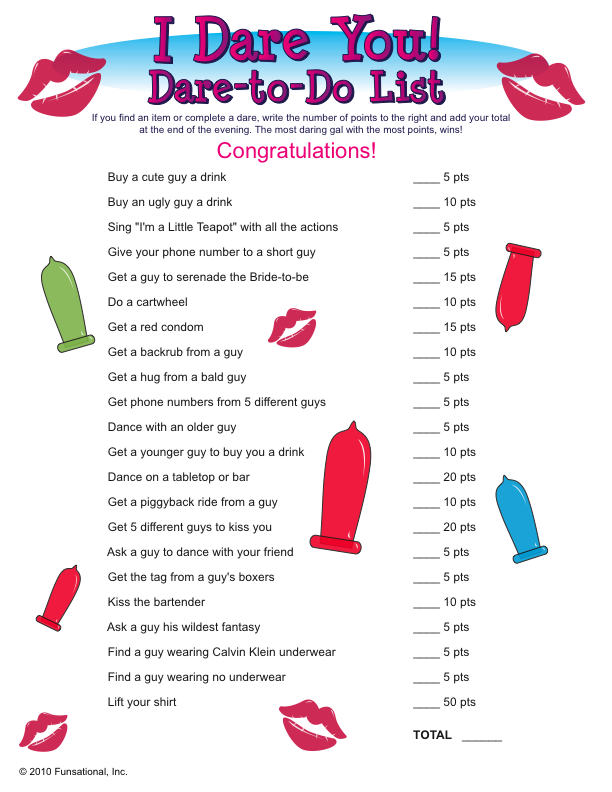 I Dare You!
Dare-to-Do List
If you find an item or complete a dare, write the number of points to the right and add your total
at the end of the evening. The most daring gal with the most points, wins!
Congratulations!
Buy a cute guy a drink ____ 5 pts
Buy an ugly guy a drink ____ 10 pts
Sing "I'm a Little Teapot" with all the actions ____ 5 pts
Give your phone number to a short guy ____ 5 pts
Get a guy to serenade the Bride-to-be ____ 15 pts
Do a cartwheel ____ 10 pts
Get a red condom ____ 15 pts
Get a backrub from a guy ____ 10 pts
Get a hug from a bald guy ____ 5 pts
Get phone numbers from 5 different guys ____ 5 pts
Dance with an older guy ____ 5 pts
Get a younger guy to buy you a drink ____ 10 pts
Dance on a tabletop or bar ____ 20 pts
Get a piggyback ride from a guy ____ 10 pts
Get 5 different guys to kiss you ____ 20 pts
Ask a guy to dance with your friend ____ 5 pts
Get the tag from a guy's boxers ____ 5 pts
Kiss the bartender ____ 10 pts
Ask a guy his wildest fantasy ____ 5 pts
Find a guy wearing Calvin Klein underwear ____ 5 pts
Find a guy wearing no underwear ____ 5 pts
Lift your shirt ____ 50 pts
TOTAL ______
© 2010 Funsational, Inc.